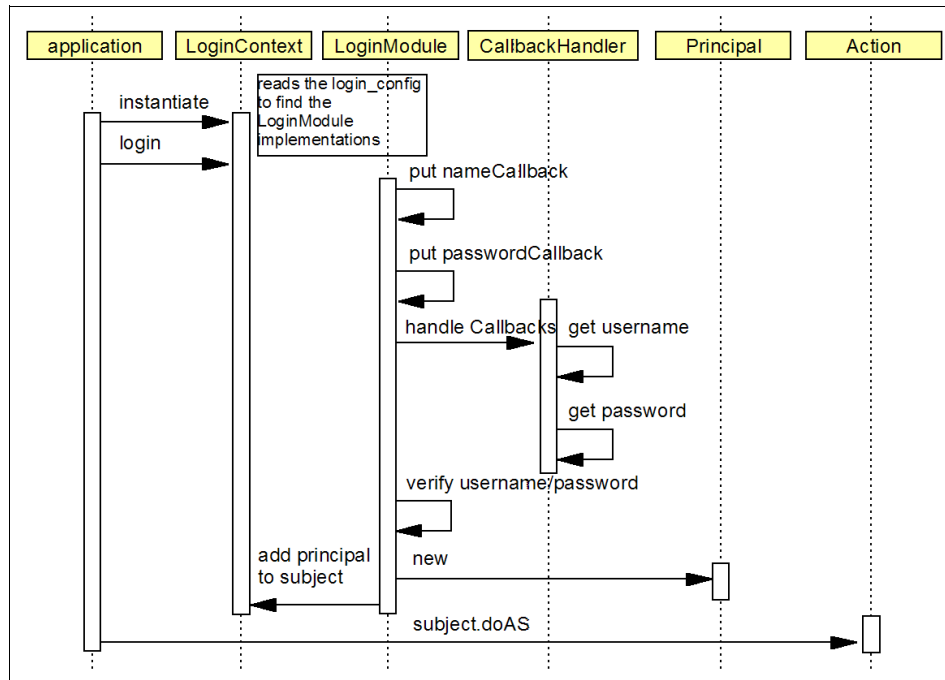 application
LoginContext
LoginModule
CallbackHandler
Principal
Action
reads the login_config
to find the
LoginModule
implementations
instantiate
login
put nameCallback
put passwordCallback
handle Callbacks
get username
get password
verify username/password
add principal
to subject
new
subject.doAS